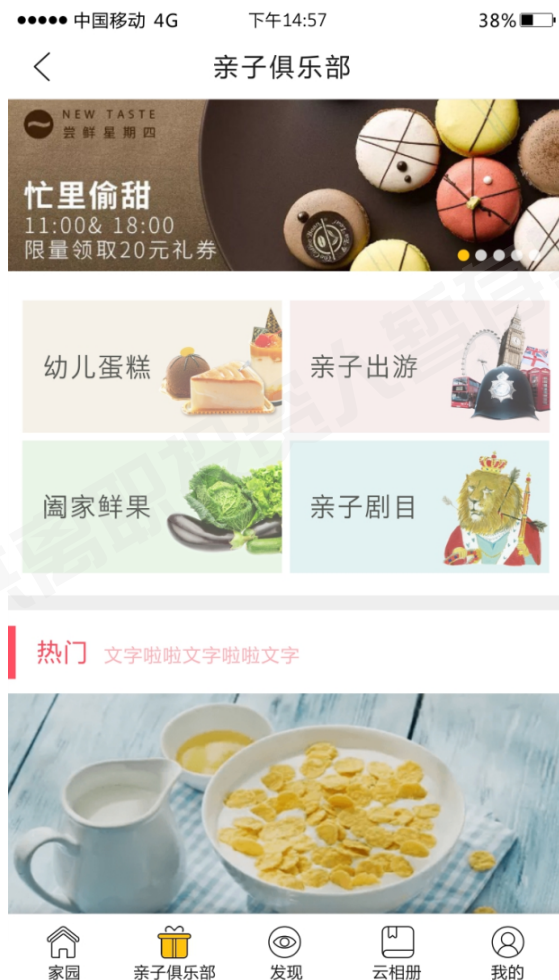 中国移动 4G
下午14:57
38%
亲子俱乐部
NEW TASTE
尝鲜星期四
忙里偷甜
11:00& 18:00
限量领取20元礼券
幼儿蛋糕
亲子出游
阖家鲜果
亲子剧目
热门
文字啦啦文字啦啦文字
家园
亲子俱乐部
发现
云相册
我的